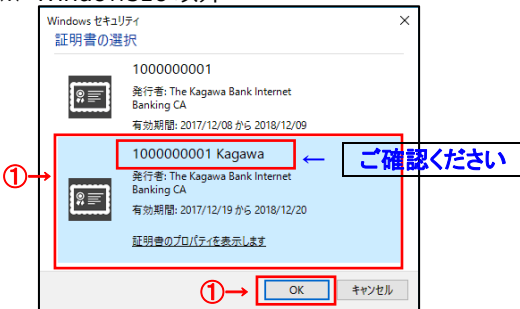 Windows セキュリティ
証明書の選択
1000000001
発行者: The Kagawa Bank Internet
Banking CA
有効期間: 2017/12/08 から 2018/12/09
1000000001 Kagawa
← ご確認ください
①→
発行者: The Kagawa Bank Internet
Banking CA
有効期間: 2017/12/19 から 2018/12/20
証明書のプロパティを表示します
①→ OK キャンセル